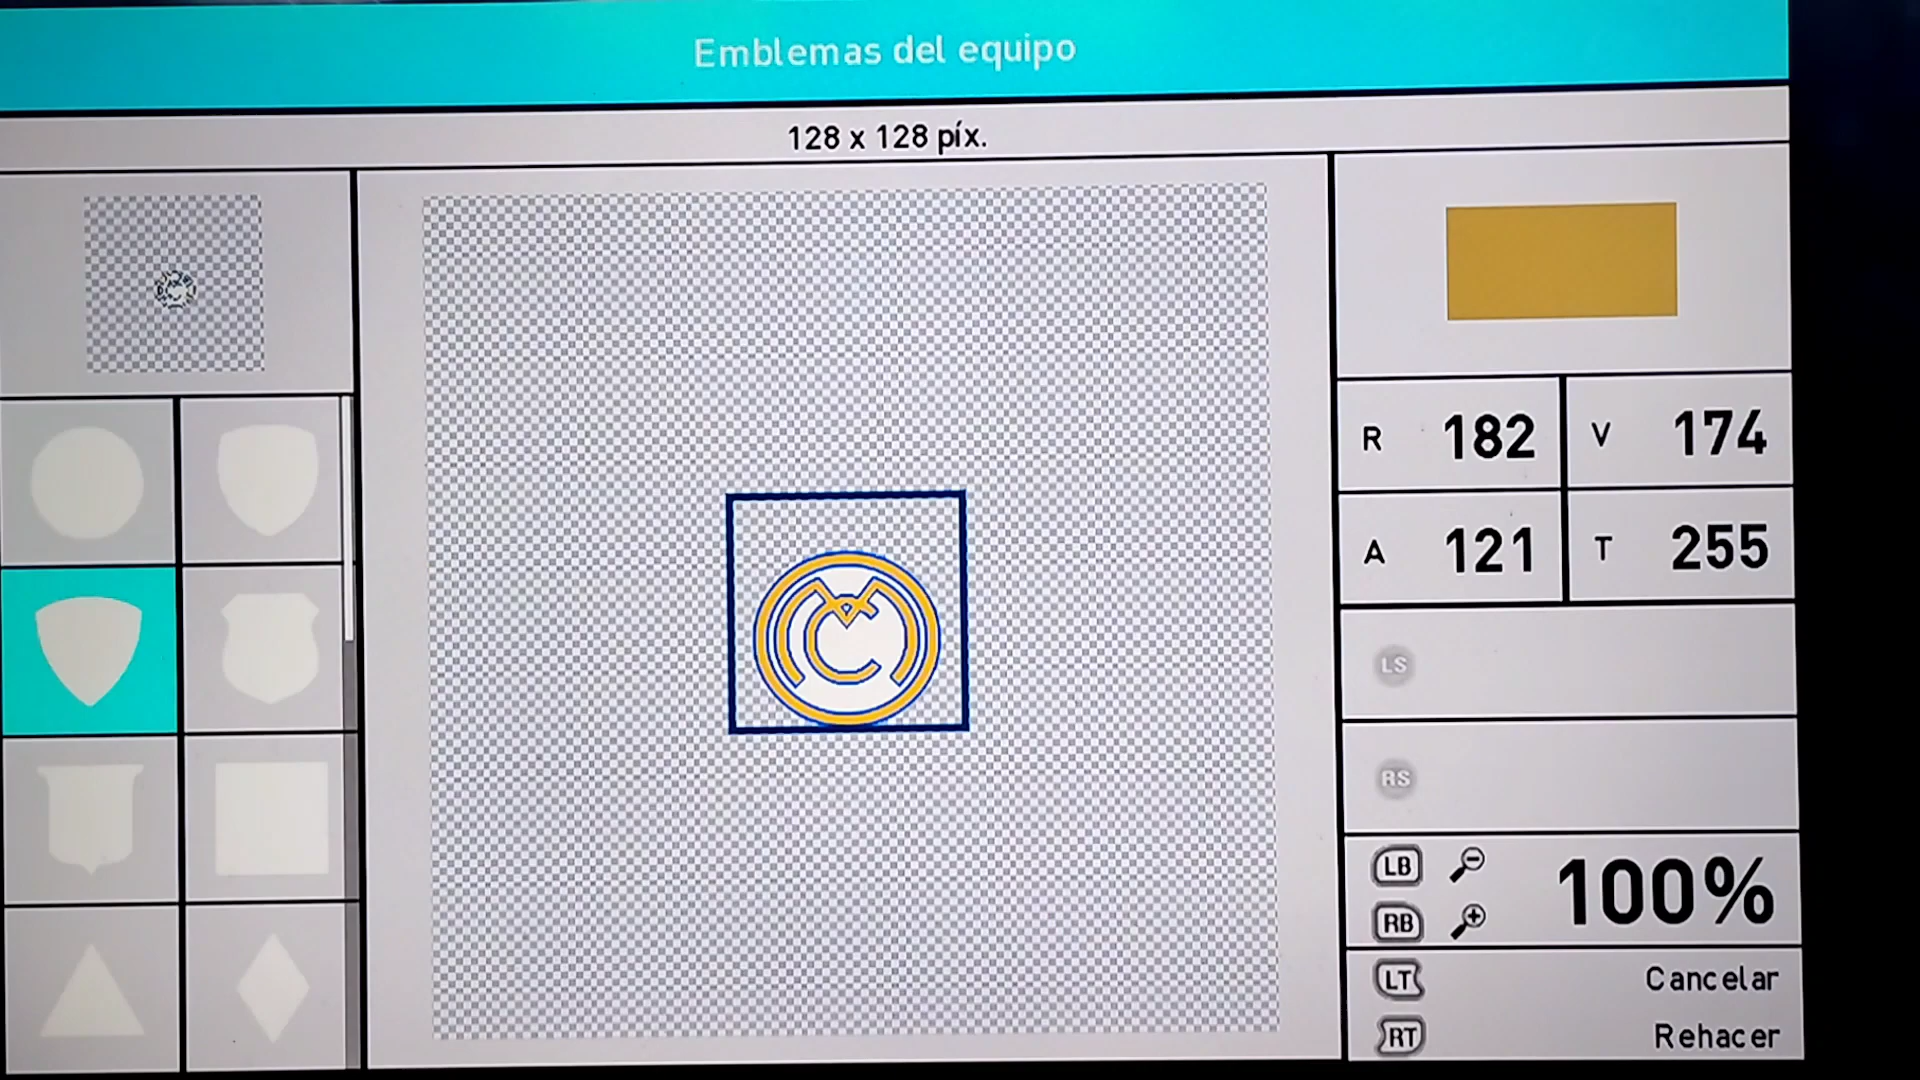 Emblemas del equipo
128 x 128 píx.
R 182 V 174
A 121 T 255
LS
RS
LB
RB
100%
LT Cancelar
RT Rehacer